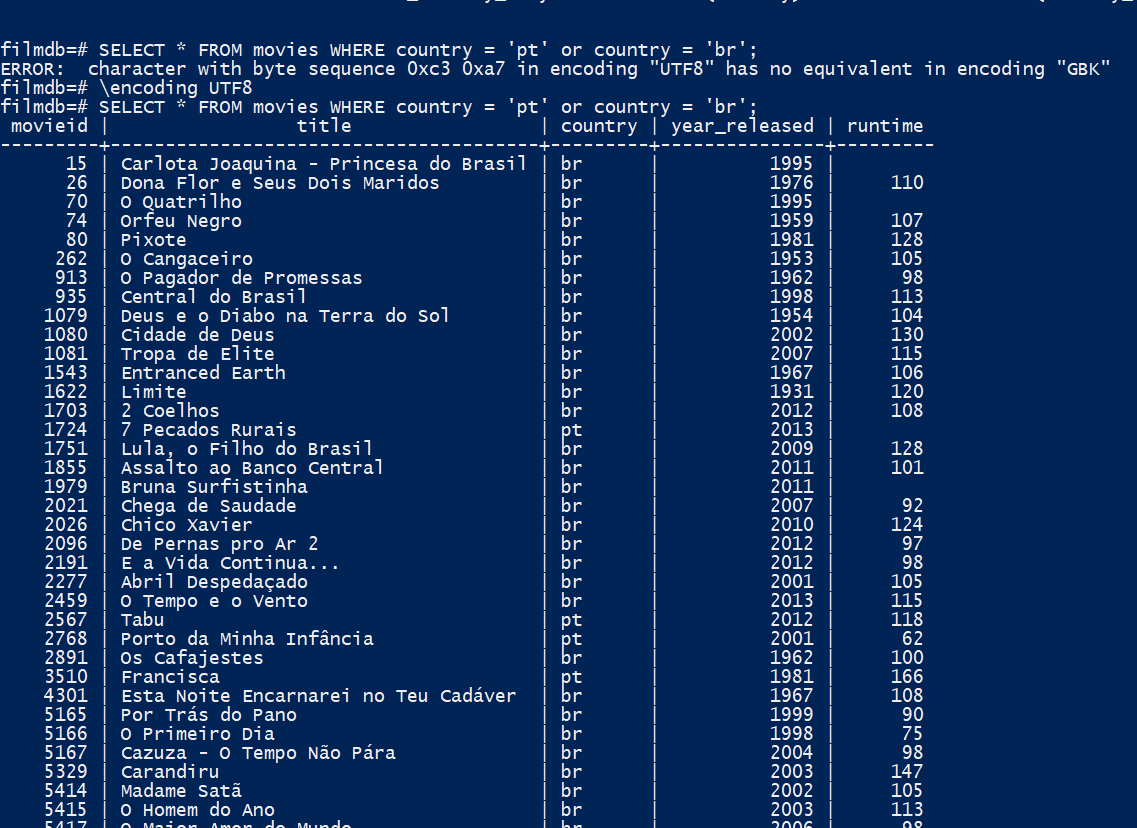 filmdb=# SELECT * FROM movies WHERE country = 'pt' or country = 'br';
ERROR:  character with byte sequence 0xc3 0xa7 in encoding "UTF8" has no equivalent in encoding "GBK"
filmdb=# \encoding UTF8
filmdb=# SELECT * FROM movies WHERE country = 'pt' or country = 'br';
 movieid |                 title                 | country | year_released | runtime
---------+---------------------------------------+---------+---------------+---------
      15 | Carlota Joaquina - Princesa do Brasil | br      |          1995 |
      26 | Dona Flor e Seus Dois Maridos         | br      |          1976 |     110
      70 | O Quatrilho                           | br      |          1995 |
      74 | Orfeu Negro                           | br      |          1959 |     107
      80 | Pixote                                | br      |          1981 |     128
     262 | O Cangaceiro                          | br      |          1953 |     105
     913 | O Pagador de Promessas                | br      |          1962 |      98
     935 | Central do Brasil                     | br      |          1998 |     113
    1079 | Deus e o Diabo na Terra do Sol        | br      |          1954 |     104
    1080 | Cidade de Deus                        | br      |          2002 |     130
    1081 | Tropa de Elite                        | br      |          2007 |     115
    1543 | Entranced Earth                       | br      |          1967 |     106
    1622 | Limite                                | br      |          1931 |     120
    1703 | 2 Coelhos                             | br      |          2012 |     108
    1724 | 7 Pecados Rurais                      | pt      |          2013 |
    1751 | Lula, o Filho do Brasil               | br      |          2009 |     128
    1855 | Assalto ao Banco Central              | br      |          2011 |     101
    1979 | Bruna Surfistinha                     | br      |          2011 |
    2021 | Chega de Saudade                      | br      |          2007 |      92
    2026 | Chico Xavier                          | br      |          2010 |     124
    2096 | De Pernas pro Ar 2                    | br      |          2012 |      97
    2191 | E a Vida Continua...                  | br      |          2012 |      98
    2277 | Abril Despedaçado                     | br      |          2001 |     105
    2459 | O Tempo e o Vento                     | br      |          2013 |     115
    2567 | Tabu                                  | pt      |          2012 |     118
    2768 | Porto da Minha Infância               | pt      |          2001 |      62
    2891 | Os Cafajestes                         | br      |          1962 |     100
    3510 | Francisca                             | pt      |          1981 |     166
    4301 | Esta Noite Encarnarei no Teu Cadáver  | br      |          1967 |     108
    5165 | Por Trás do Pano                      | br      |          1999 |      90
    5166 | O Primeiro Dia                        | br      |          1998 |      75
    5167 | Cazuza - O Tempo Não Pára             | br      |          2004 |      98
    5329 | Carandiru                             | br      |          2003 |     147
    5414 | Madame Satã                           | br      |          2002 |     105
    5415 | O Homem do Ano                        | br      |          2003 |     113
    5417 | O Maior Amor do Mundo                 | br      |          2006 |      98